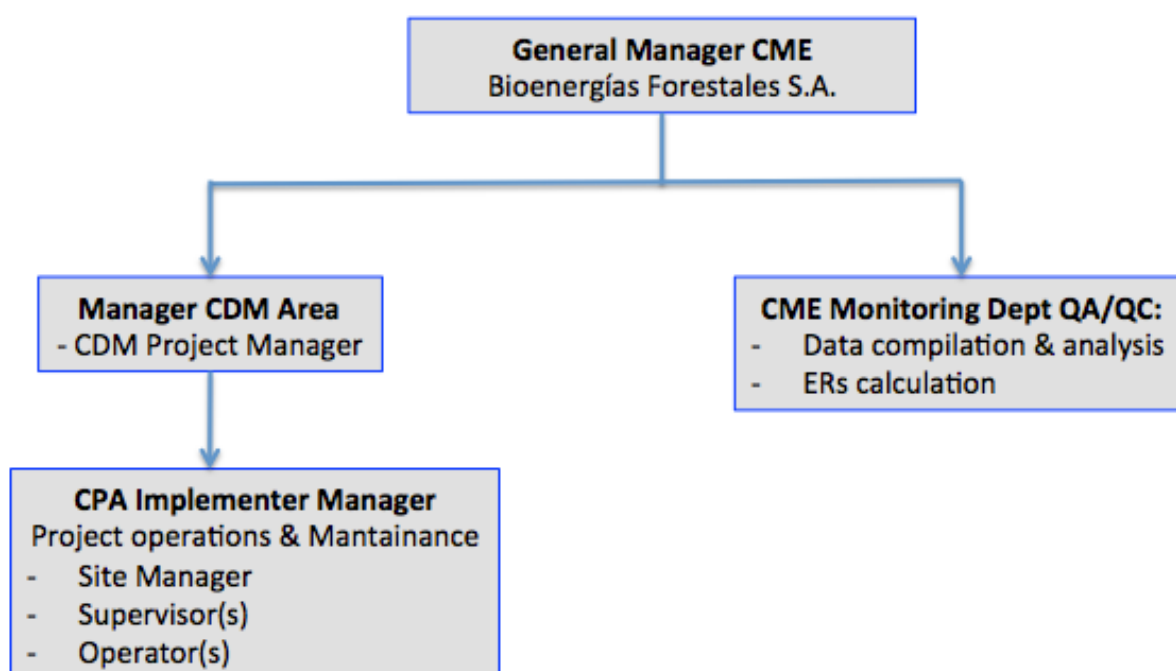 General Manager CME
Bioenergías Forestales S.A.
Manager CDM Area
- CDM Project Manager
CME Monitoring Dept QA/QC:
- Data compilation & analysis
- ERs calculation
CPA Implementer Manager
Project operations & Mantainance
- Site Manager
- Supervisor(s)
- Operator(s)